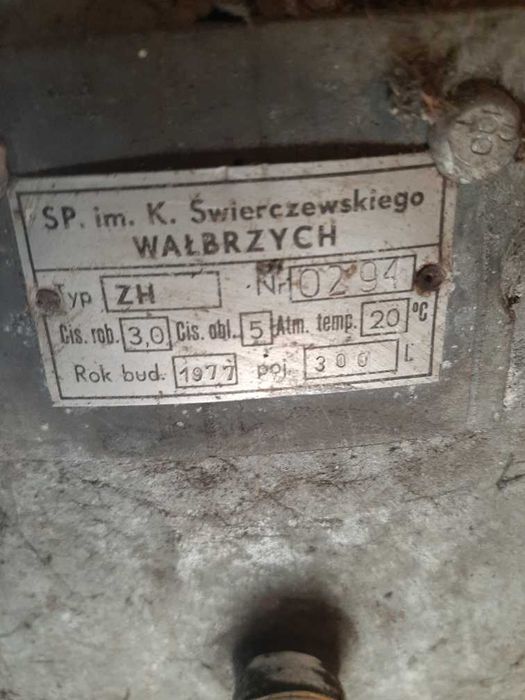 SP. im. K. Świerczewskiego
WAŁBRZYCH
Typ ZH Nr 0294
Cis. rob. 3,0 Cis. obl. 5 Atm. temp. 20 °C
Rok bud. 1977 poj. 300 L